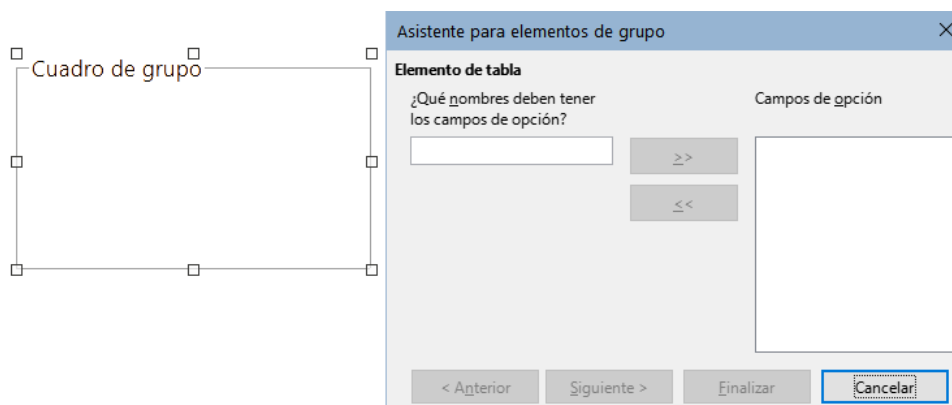 Cuadro de grupo
Asistente para elementos de grupo
Elemento de tabla
¿Qué nombres deben tener
los campos de opción?
Campos de opción
>>
<<
< Anterior
Siguiente >
Finalizar
Cancelar